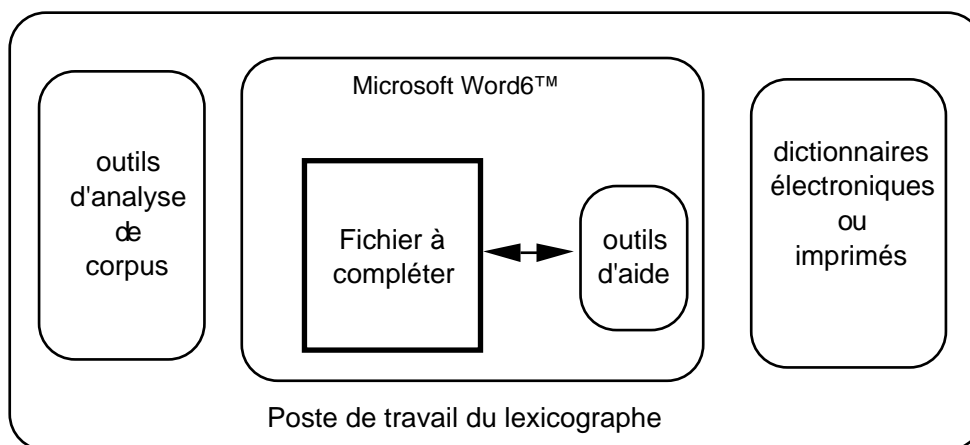 Microsoft Word6™
outils
d'analyse
de
corpus
Fichier à
compléter
outils
d'aide
dictionnaires
électroniques
ou
imprimés
Poste de travail du lexicographe